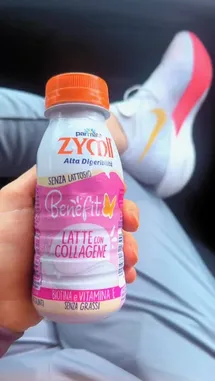 parmalat
ZYMIL
Alta Digeribilità
SENZA LATTOSIO
Benefit
LATTE con
COLLAGENE
BIOTINA e VITAMINA E
SENZA GRASSI